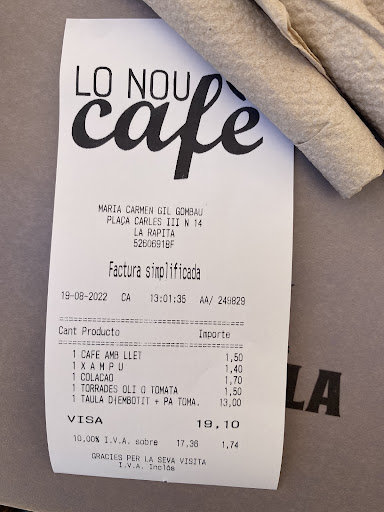 LO NOU
cafè
MARIA CARMEN GIL GOMBAU
PLAÇA CARLES III N 14
LA RAPITA
52606918F
Factura simplificada
19-08-2022 CA 13:01:35 AA/ 249829
Cant Producto Importe
1 CAFE AMB LLET 1,50
1 X A M P U 1,40
1 COLACAO 1,70
1 TORRADES OLI O TOMATA 1,50
1 TAULA D'EMBOTIT + PA TOMA. 13,00
VISA 19,10
10,00% I.V.A. sobre 17,36 1,74
GRACIES PER LA SEVA VISITA
I.V.A. Inclós
LA